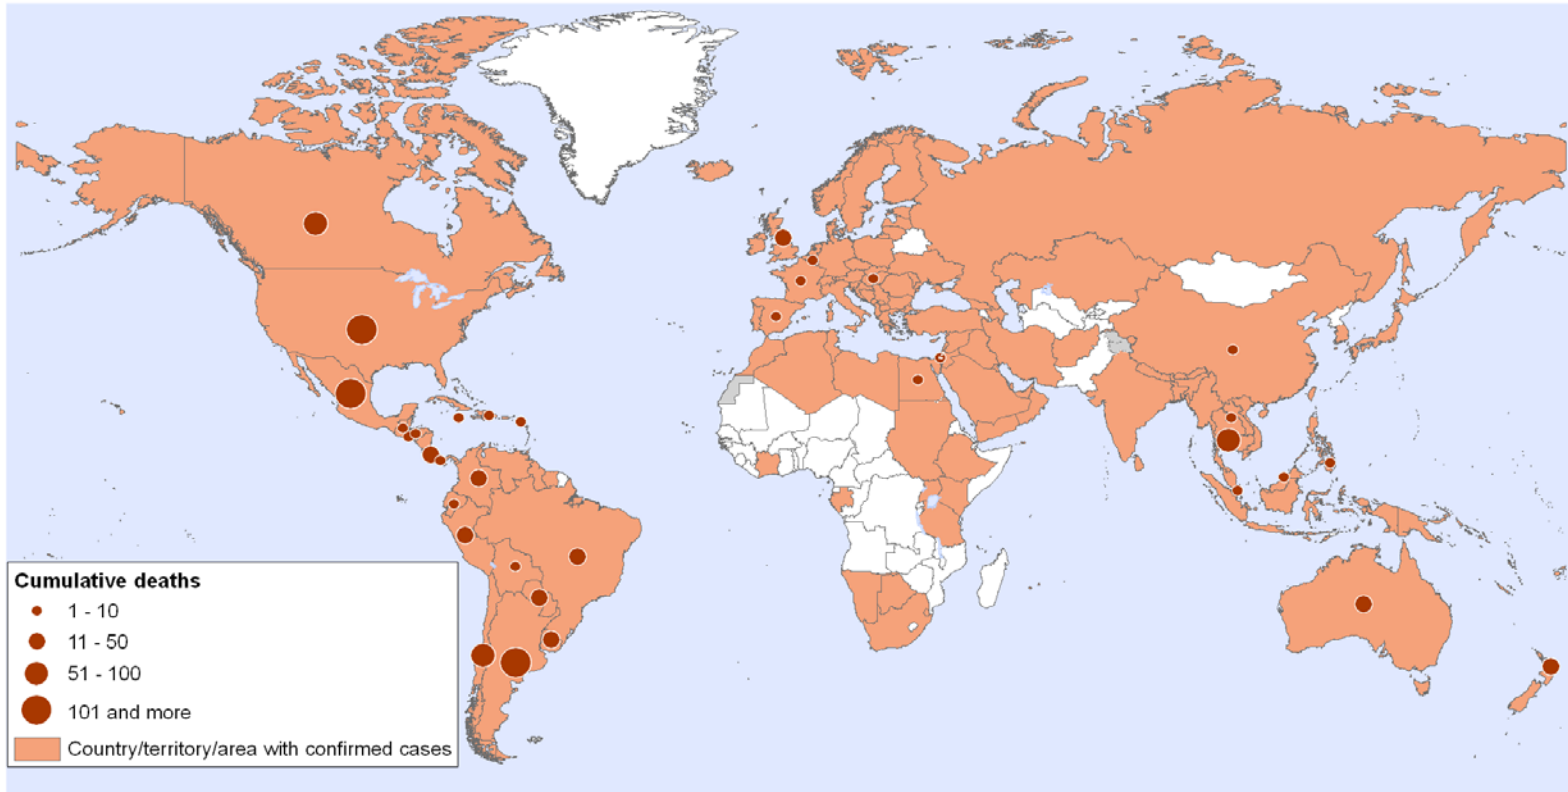 Cumulative deaths
1 - 10
11 - 50
51 - 100
101 and more
Country/territory/area with confirmed cases